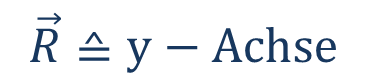 R⃗ ≙ y − Achse